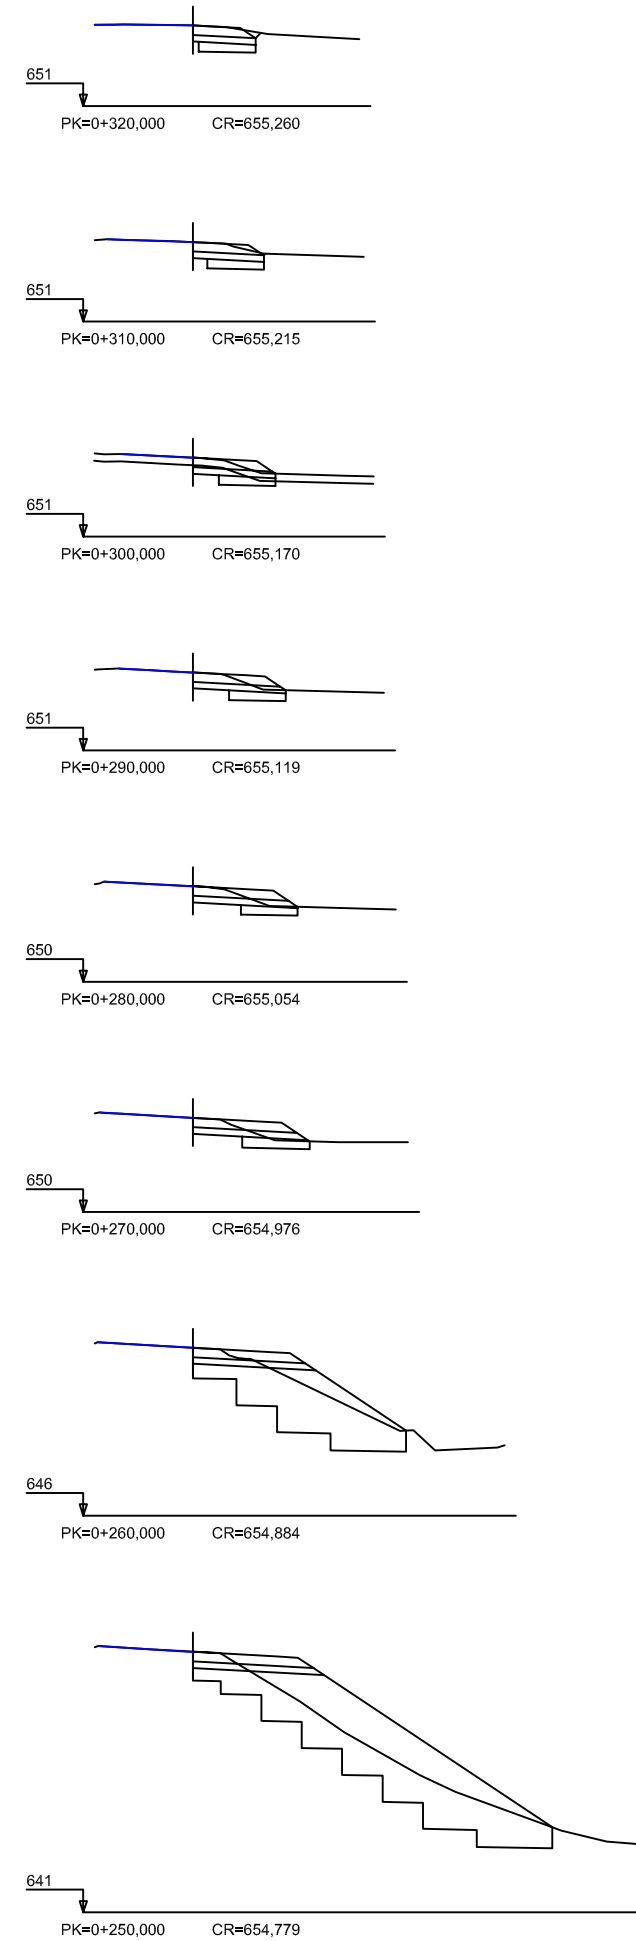 651
PK=0+320,000 CR=655,260
651
PK=0+310,000 CR=655,215
651
PK=0+300,000 CR=655,170
651
PK=0+290,000 CR=655,119
650
PK=0+280,000 CR=655,054
650
PK=0+270,000 CR=654,976
646
PK=0+260,000 CR=654,884
641
PK=0+250,000 CR=654,779